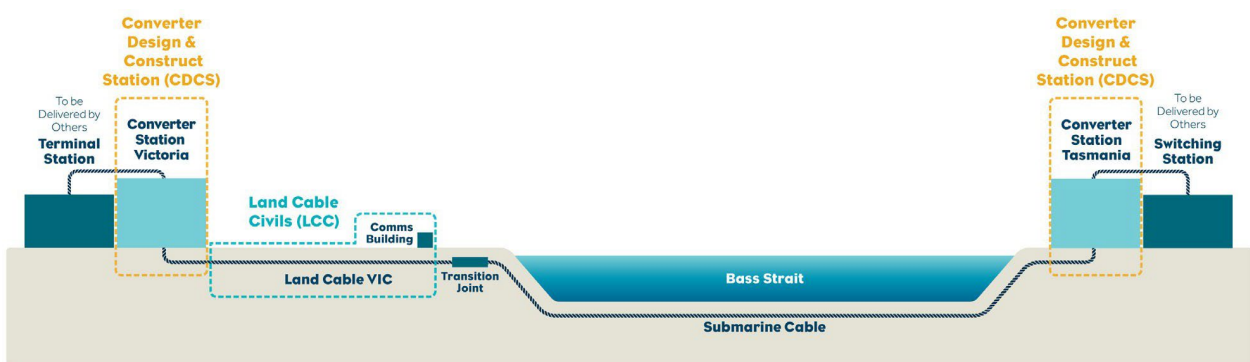 Converter
Design &
Construct
Station (CDCS)
To be
Delivered by
Others
Terminal
Station
Converter
Station
Victoria
Land Cable
Civils (LCC)
Comms
Building
Land Cable VIC
Transition
Joint
Bass Strait
Submarine Cable
Converter
Design &
Construct
Station (CDCS)
Converter
Station
Tasmania
To be
Delivered by
Others
Switching
Station